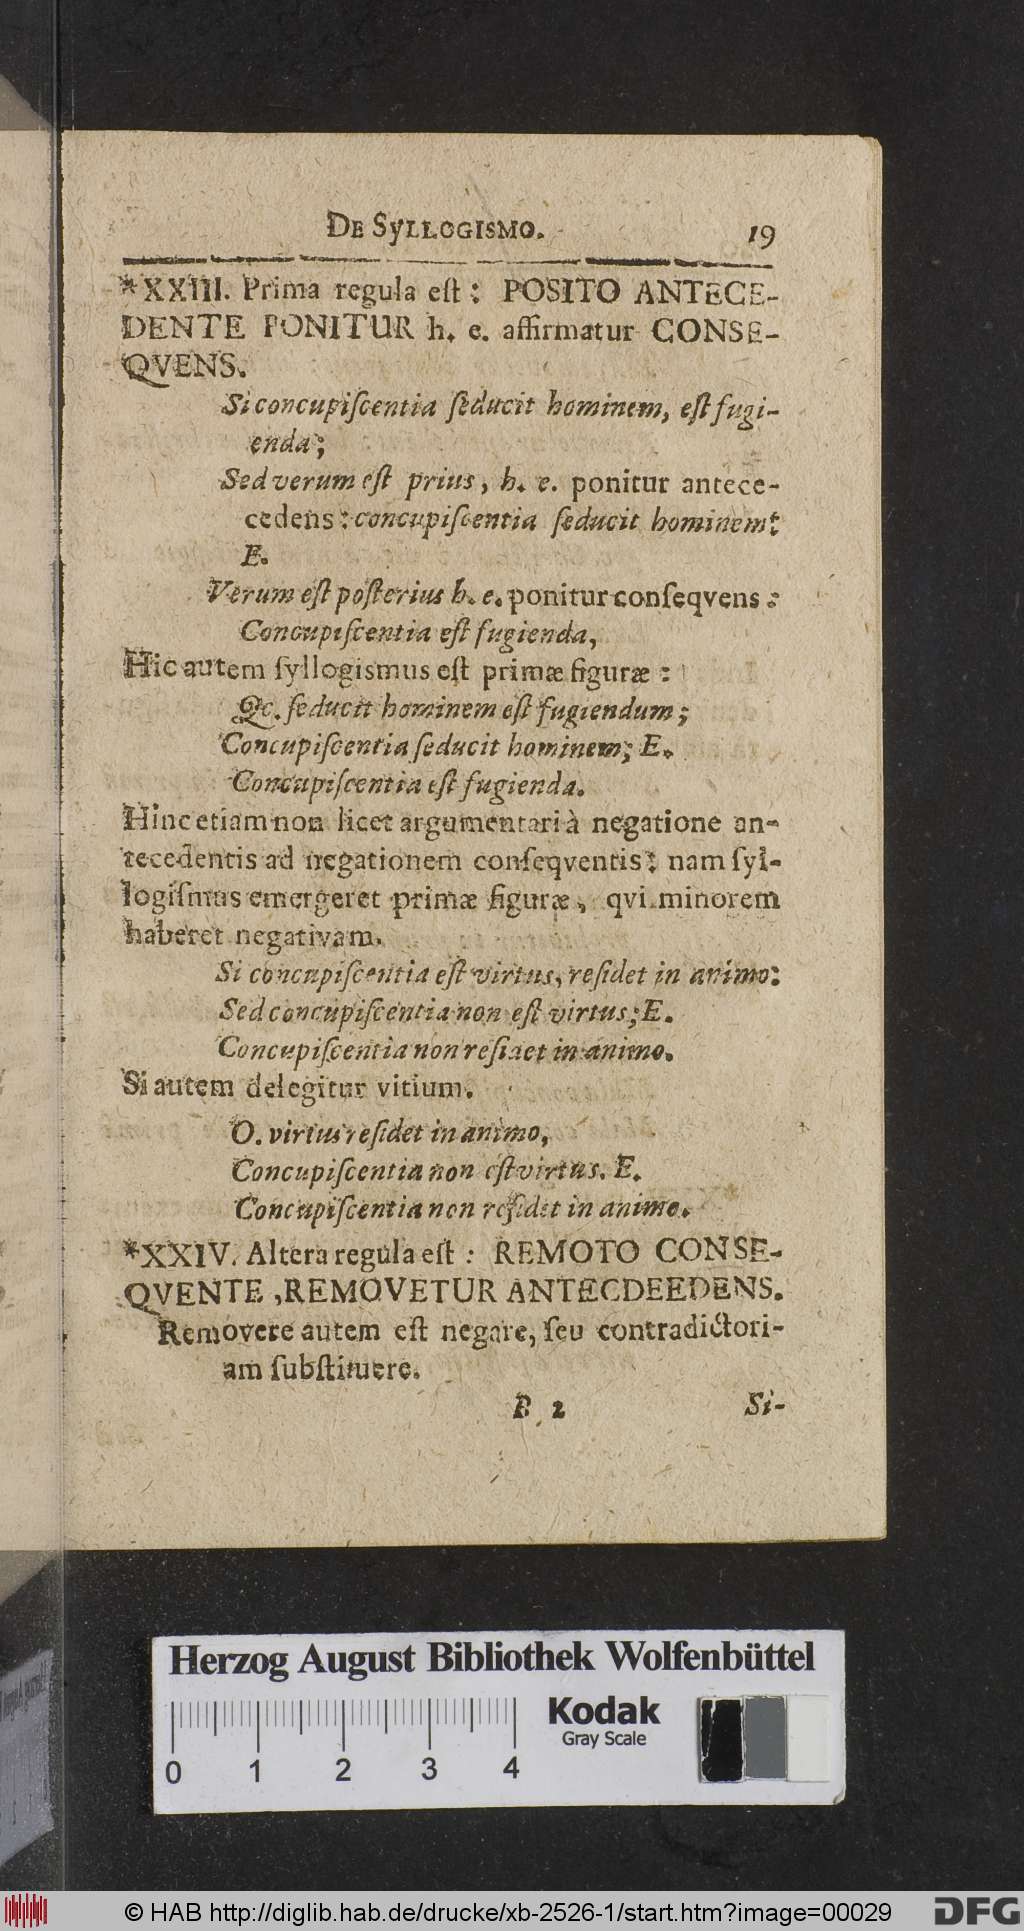 DE SyLLOGISMO. 19
*XXIII. Prima regula eſt: POSITO ANTECE-
DENTE PONITUR h. e. affirmatur CONSE-
QVENS.
Si concupiſcentia ſeducit hominem, eſt fugi-
enda;
Sed verum eſt prius, h. e. ponitur antece-
cedens: concupiſcentia ſeducit hominem:
E.
Verum eſt poſterius h. e. ponitur conſeqvens:
Concupiſcentia eſt fugienda,
Hic autem ſyllogismus eſt primæ figuræ:
Qc. ſeducit hominem eſt fugiendum;
Concupiſcentia ſeducit hominem; E.
Concupiſcentia eſt fugienda.
Hinc etiam non licet argumentari à negatione an-
tecedentis ad negationem conſeqventis: nam ſyl-
logiſmus emergeret primæ figuræ, qvi minorem
haberet negativam.
Si concupiſcentia eſt virtus, reſidet in animo:
Sed concupiſcentia non eſt virtus; E.
Concupiſcentia non reſidet in animo.
Si autem delegitur vitium.
O. virtus reſidet in animo,
Concupiſcentia non eſt virtus. E.
Concupiſcentia non reſidet in animo.
*XXIV. Altera regula eſt: REMOTO CONSE-
QVENTE, REMOVETUR ANTECDEEDENS.
Removere autem eſt negare, ſeu contradictori-
am ſubſtituere.
B 2 Si-
Herzog August Bibliothek Wolfenbüttel
Kodak
Gray Scale
0 1 2 3 4
© HAB http://diglib.hab.de/drucke/xb-2526-1/start.htm?image=00029
DFG